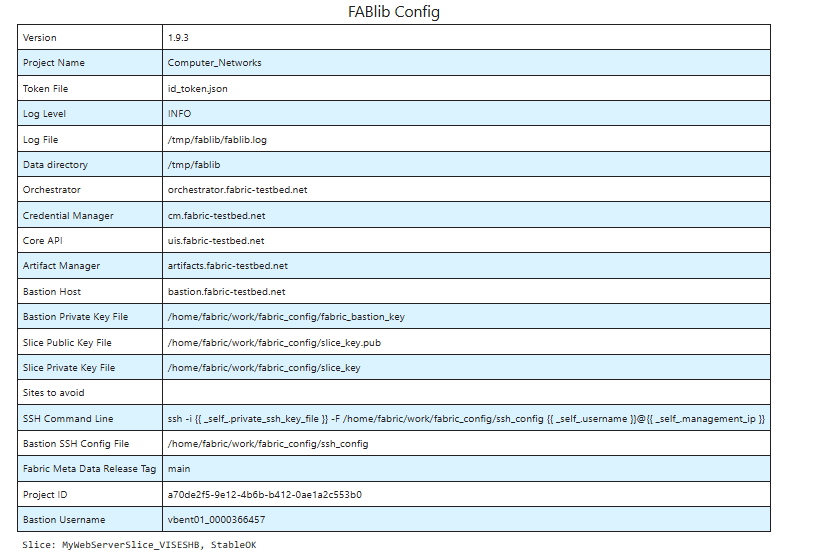 FABlib Config
Version 1.9.3
Project Name Computer_Networks
Token File id_token.json
Log Level INFO
Log File /tmp/fablib/fablib.log
Data directory /tmp/fablib
Orchestrator orchestrator.fabric-testbed.net
Credential Manager cm.fabric-testbed.net
Core API uis.fabric-testbed.net
Artifact Manager artifacts.fabric-testbed.net
Bastion Host bastion.fabric-testbed.net
Bastion Private Key File /home/fabric/work/fabric_config/fabric_bastion_key
Slice Public Key File /home/fabric/work/fabric_config/slice_key.pub
Slice Private Key File /home/fabric/work/fabric_config/slice_key
Sites to avoid
SSH Command Line ssh -i {{ _self_.private_ssh_key_file }} -F /home/fabric/work/fabric_config/ssh_config {{ _self_.username }}@{{ _self_.management_ip }}
Bastion SSH Config File /home/fabric/work/fabric_config/ssh_config
Fabric Meta Data Release Tag main
Project ID a70de2f5-9e12-4b6b-b412-0ae1a2c553b0
Bastion Username vbent01_0000366457
Slice: MyWebServerSlice_VISESHB, StableOK